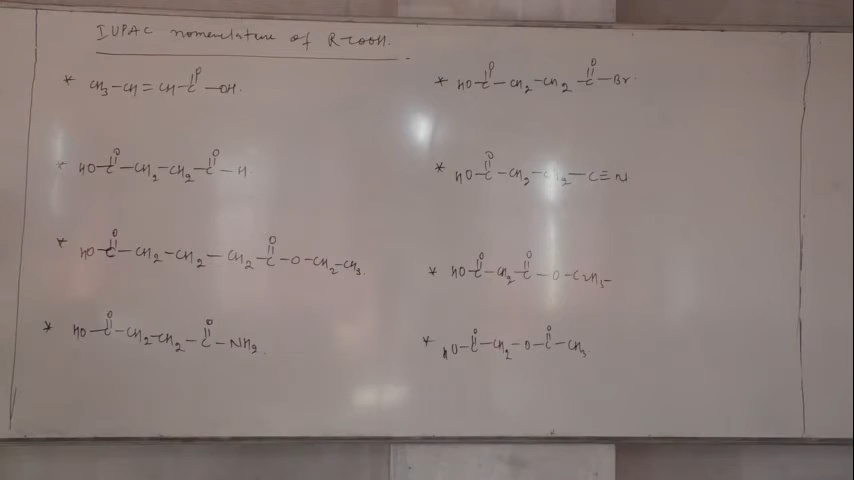 IUPAC nomenclature of R-COOH.
* CH3-CH=CH-C(=O)-OH.
* HO-C(=O)-CH2-CH2-C(=O)-H
* HO-C(=O)-CH2-CH2-CH2-C(=O)-O-CH2-CH3.
* HO-C(=O)-CH2-CH2-C(=O)-NH2.
* HO-C(=O)-CH2-CH2-C(=O)-Br.
* HO-C(=O)-CH2-CH2-C≡N
* HO-C(=O)-CH2-C(=O)-O-C2H5
* HO-C(=O)-CH2-O-C(=O)-CH3.